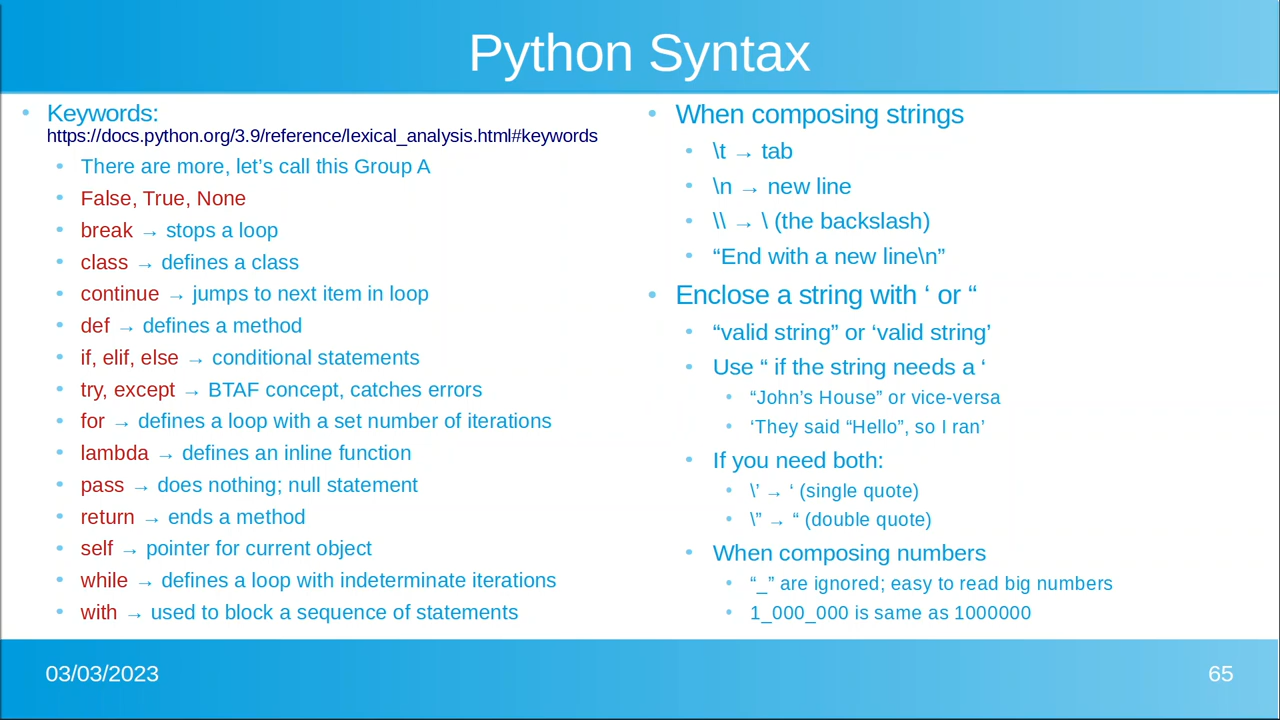 Python Syntax
Keywords:
https://docs.python.org/3.9/reference/lexical_analysis.html#keywords
There are more, let’s call this Group A
False, True, None
break → stops a loop
class → defines a class
continue → jumps to next item in loop
def → defines a method
if, elif, else → conditional statements
try, except → BTAF concept, catches errors
for → defines a loop with a set number of iterations
lambda → defines an inline function
pass → does nothing; null statement
return → ends a method
self → pointer for current object
while → defines a loop with indeterminate iterations
with → used to block a sequence of statements
When composing strings
\t → tab
\n → new line
\\ → \ (the backslash)
“End with a new line\n”
Enclose a string with ‘ or “
“valid string” or ‘valid string’
Use “ if the string needs a ‘
“John’s House” or vice-versa
‘They said “Hello”, so I ran’
If you need both:
\’ → ‘ (single quote)
\” → “ (double quote)
When composing numbers
“_” are ignored; easy to read big numbers
1_000_000 is same as 1000000
03/03/2023
65